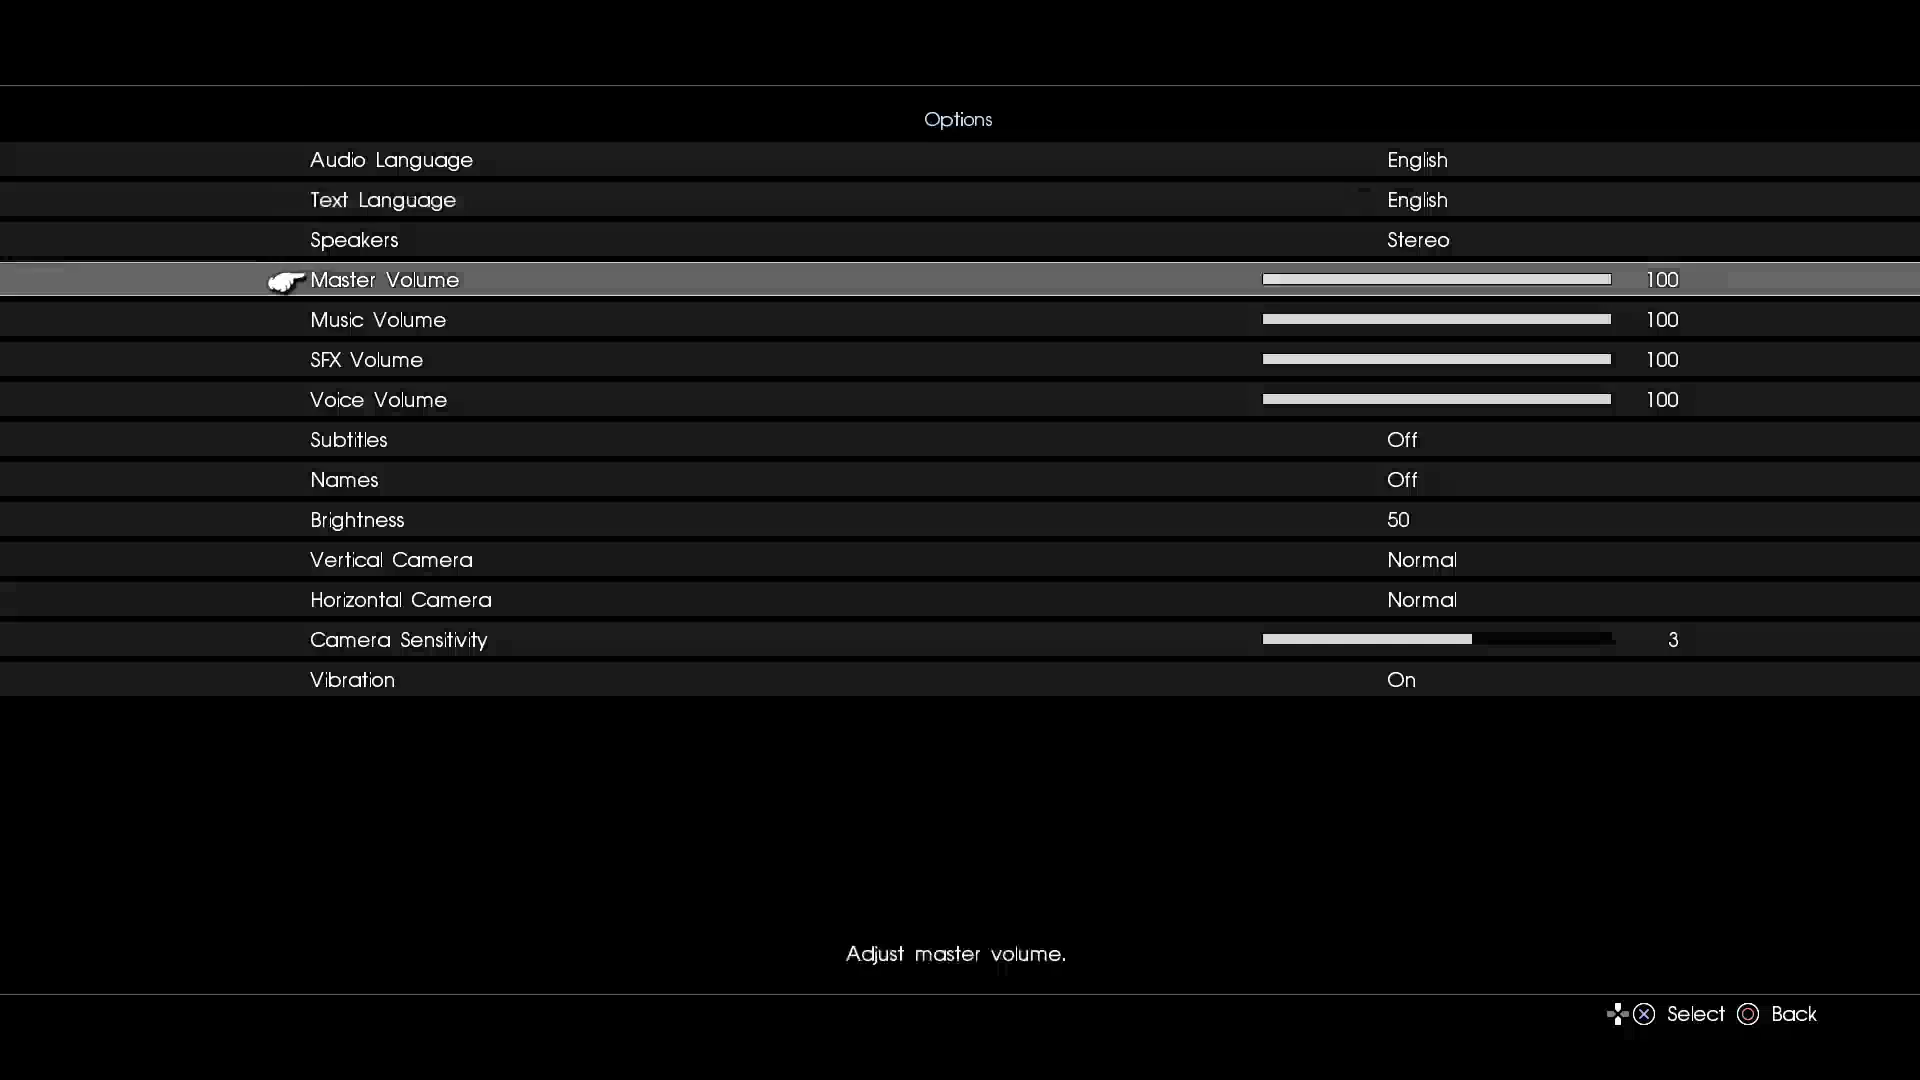 Options
Audio Language English
Text Language English
Speakers Stereo
Master Volume 100
Music Volume 100
SFX Volume 100
Voice Volume 100
Subtitles Off
Names Off
Brightness 50
Vertical Camera Normal
Horizontal Camera Normal
Camera Sensitivity 3
Vibration On
Adjust master volume.
Select Back